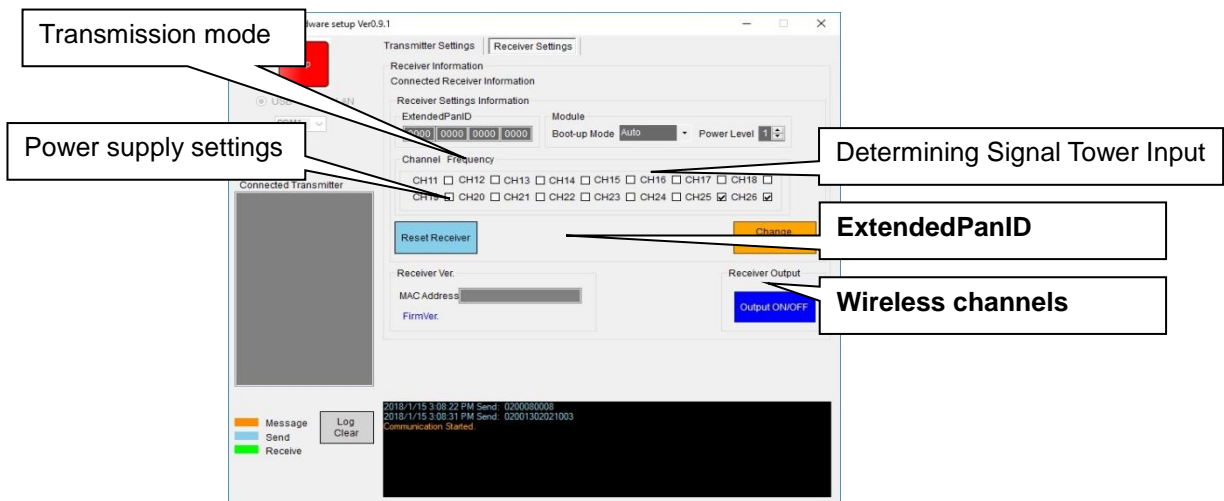 Transmission mode
Power supply settings
Determining Signal Tower Input
ExtendedPanID
Wireless channels
dware setup Ver0.9.1
Transmitter Settings Receiver Settings
Receiver Information
Connected Receiver Information
Receiver Settings Information
ExtendedPanID Module
0000 0000 0000 0000 Boot-up Mode Auto Power Level 1
Channel Frequency
CH11 CH12 CH13 CH14 CH15 CH16 CH17 CH18
CH19 CH20 CH21 CH22 CH23 CH24 CH25 CH26
Connected Transmitter
Reset Receiver Change
Receiver Ver. Receiver Output
MAC Address
FirmVer.
Output ON/OFF
2018/1/15 3:08:22 PM Send: 0200080008
2018/1/15 3:08:31 PM Send: 02001302021003
Communication Started.
Message
Send
Receive
Log
Clear